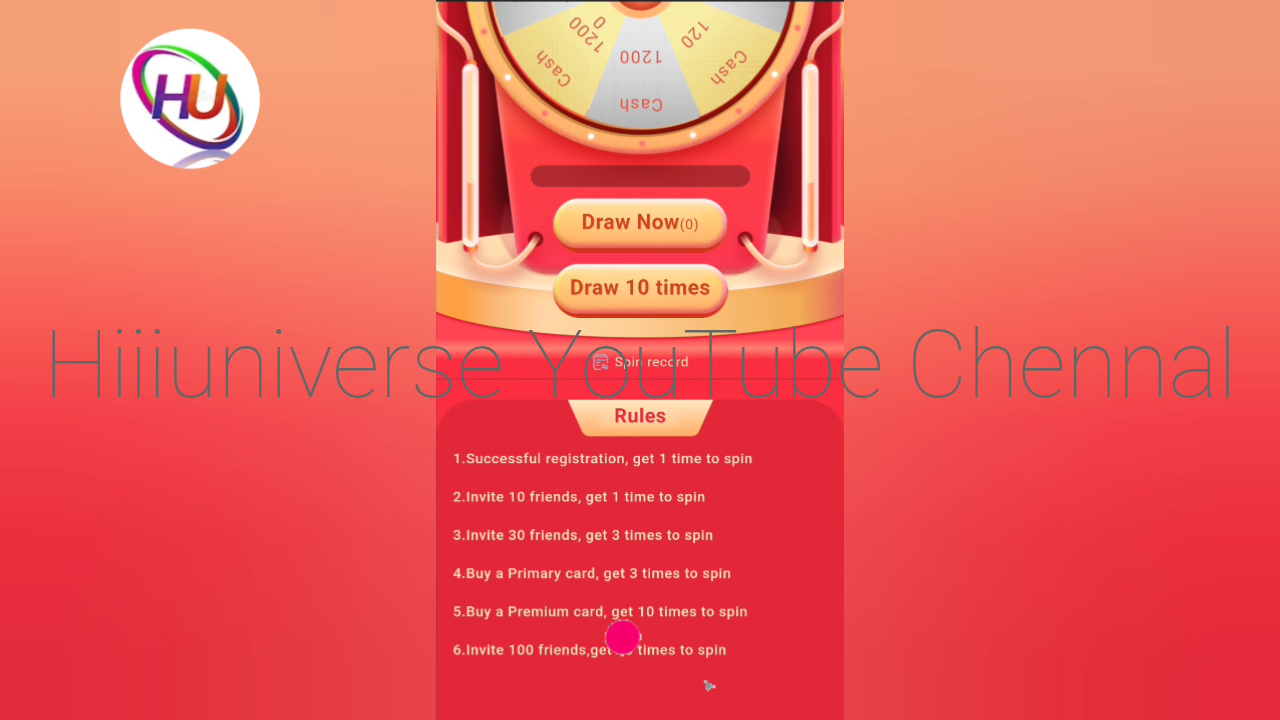 HU
1200
0
Cash
1200
Cash
120
Cash
Draw Now(0)
Draw 10 times
Hiiiuniverse YouTube Chennal
Spin record
Rules
1.Successful registration, get 1 time to spin
2.Invite 10 friends, get 1 time to spin
3.Invite 30 friends, get 3 times to spin
4.Buy a Primary card, get 3 times to spin
5.Buy a Premium card, get 10 times to spin
6.Invite 100 friends,get times to spin